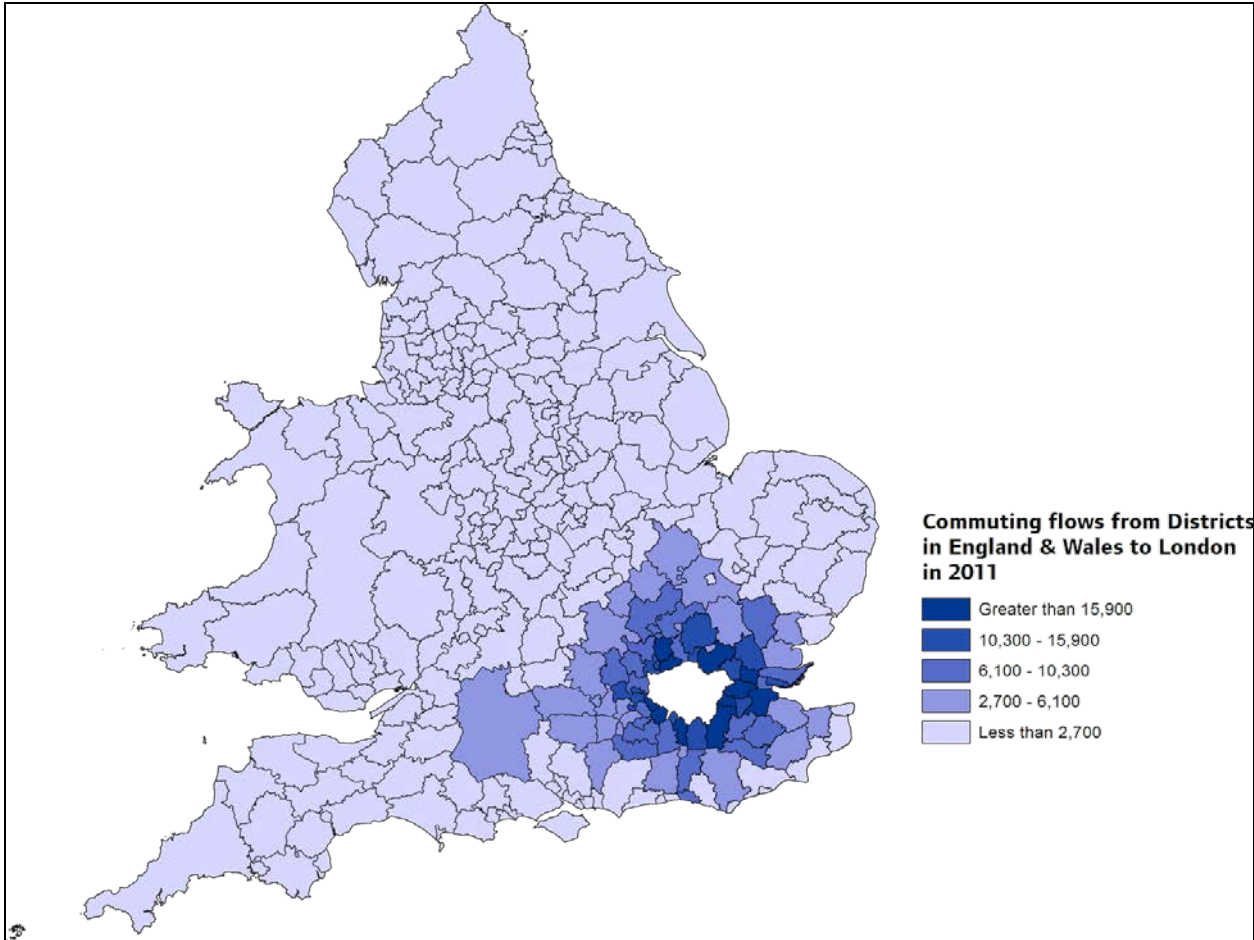 Commuting flows from Districts
in England & Wales to London
in 2011
Greater than 15,900
10,300 - 15,900
6,100 - 10,300
2,700 - 6,100
Less than 2,700